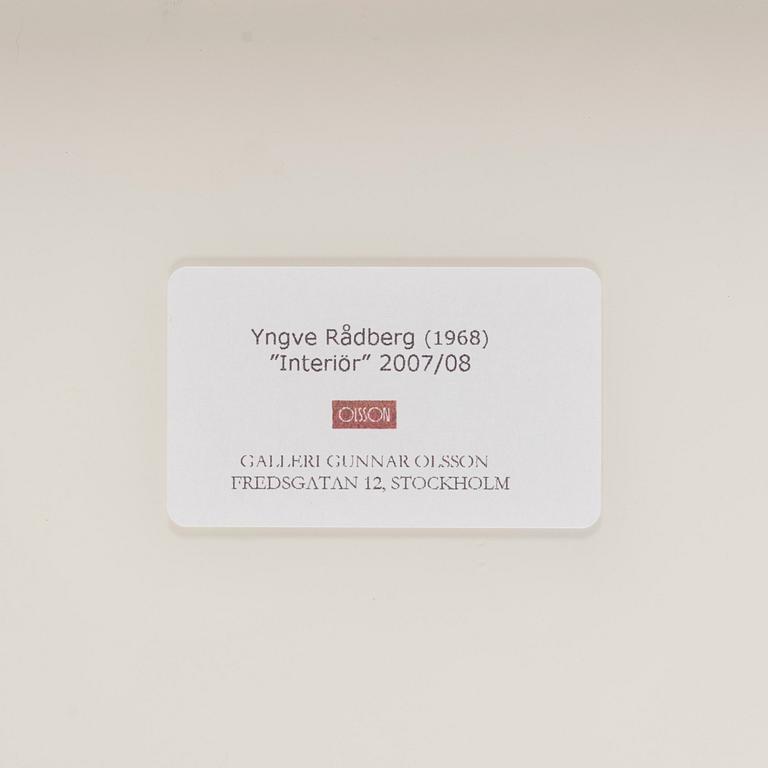 Yngve Rådberg (1968)
”Interiör” 2007/08
OLSSON
GALLERI GUNNAR OLSSON
FREDSGATAN 12, STOCKHOLM